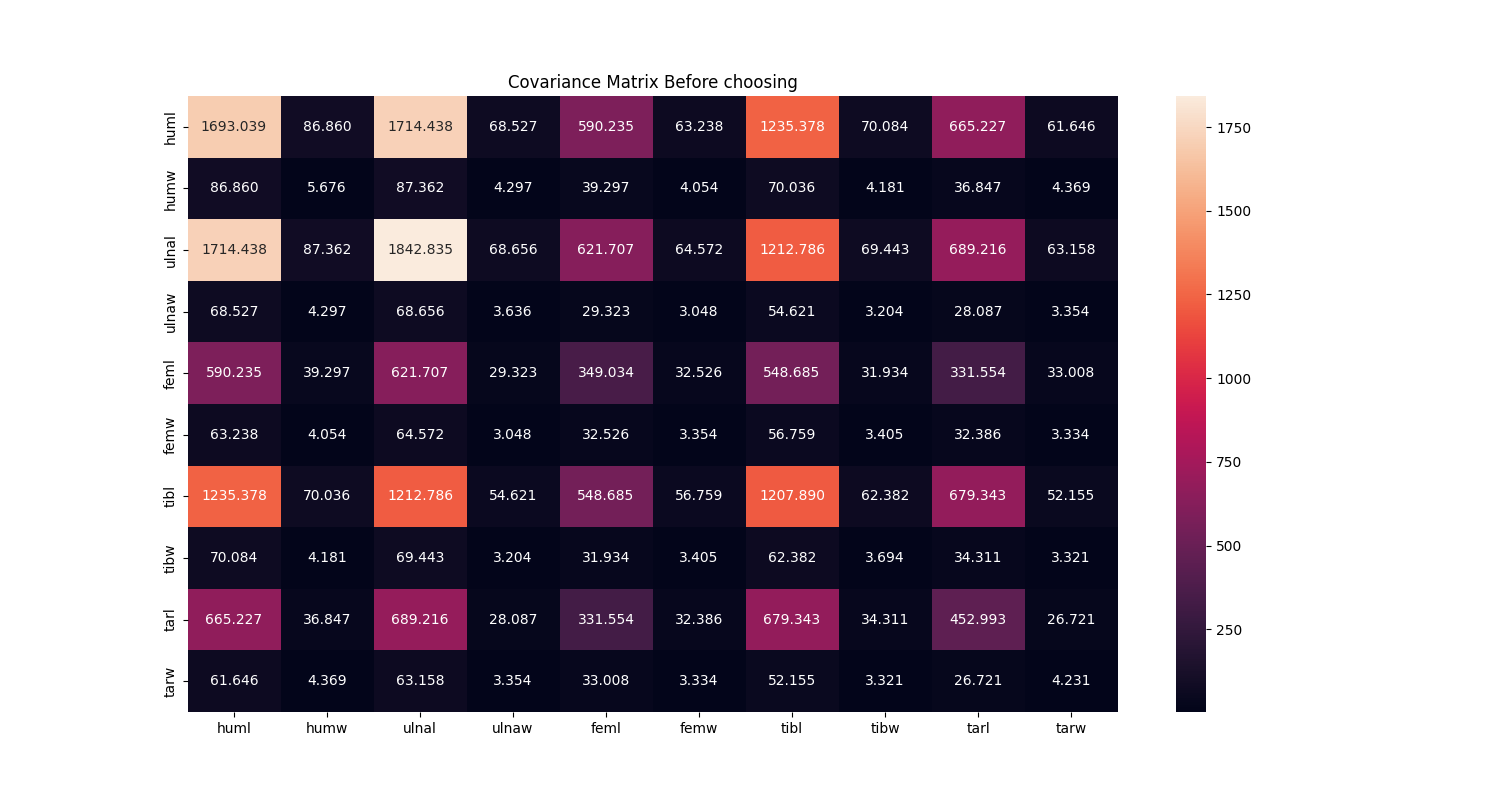 Covariance Matrix Before choosing
huml 1693.039 86.860 1714.438 68.527 590.235 63.238 1235.378 70.084 665.227 61.646
humw 86.860 5.676 87.362 4.297 39.297 4.054 70.036 4.181 36.847 4.369
ulnal 1714.438 87.362 1842.835 68.656 621.707 64.572 1212.786 69.443 689.216 63.158
ulnaw 68.527 4.297 68.656 3.636 29.323 3.048 54.621 3.204 28.087 3.354
feml 590.235 39.297 621.707 29.323 349.034 32.526 548.685 31.934 331.554 33.008
femw 63.238 4.054 64.572 3.048 32.526 3.354 56.759 3.405 32.386 3.334
tibl 1235.378 70.036 1212.786 54.621 548.685 56.759 1207.890 62.382 679.343 52.155
tibw 70.084 4.181 69.443 3.204 31.934 3.405 62.382 3.694 34.311 3.321
tarl 665.227 36.847 689.216 28.087 331.554 32.386 679.343 34.311 452.993 26.721
tarw 61.646 4.369 63.158 3.354 33.008 3.334 52.155 3.321 26.721 4.231
huml humw ulnal ulnaw feml femw tibl tibw tarl tarw
1750
1500
1250
1000
750
500
250